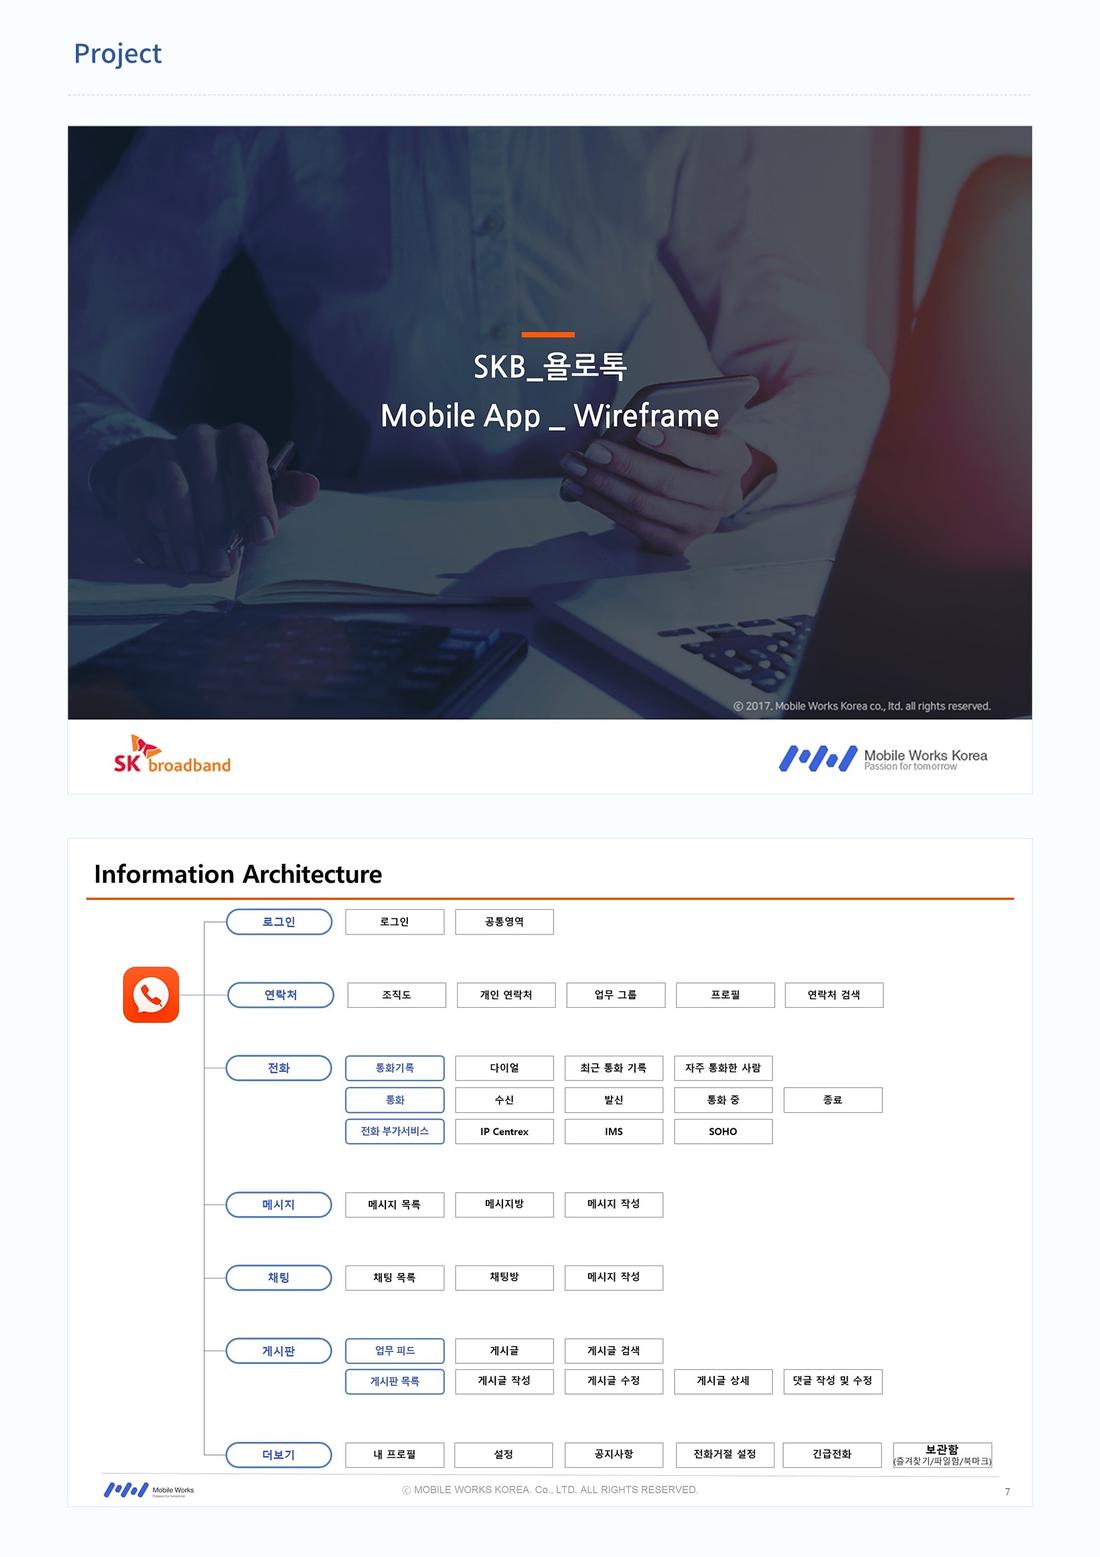 Project
SKB_욜로톡
Mobile App _ Wireframe
ⓒ 2017. Mobile Works Korea co., ltd. all rights reserved.
SK broadband
Mobile Works Korea
Passion for tomorrow
Information Architecture
로그인 로그인 공통영역
연락처 조직도 개인 연락처 업무 그룹 프로필 연락처 검색
전화 통화기록 다이얼 최근 통화 기록 자주 통화한 사람
통화 수신 발신 통화 중 종료
전화 부가서비스 IP Centrex IMS SOHO
메시지 메시지 목록 메시지방 메시지 작성
채팅 채팅 목록 채팅방 메시지 작성
게시판 업무 피드 게시글 게시글 검색
게시판 목록 게시글 작성 게시글 수정 게시글 상세 댓글 작성 및 수정
더보기 내 프로필 설정 공지사항 전화거절 설정 긴급전화 보관함
(즐겨찾기/파일함/북마크)
Mobile Works
ⓒ MOBILE WORKS KOREA. Co., LTD. ALL RIGHTS RESERVED.
7